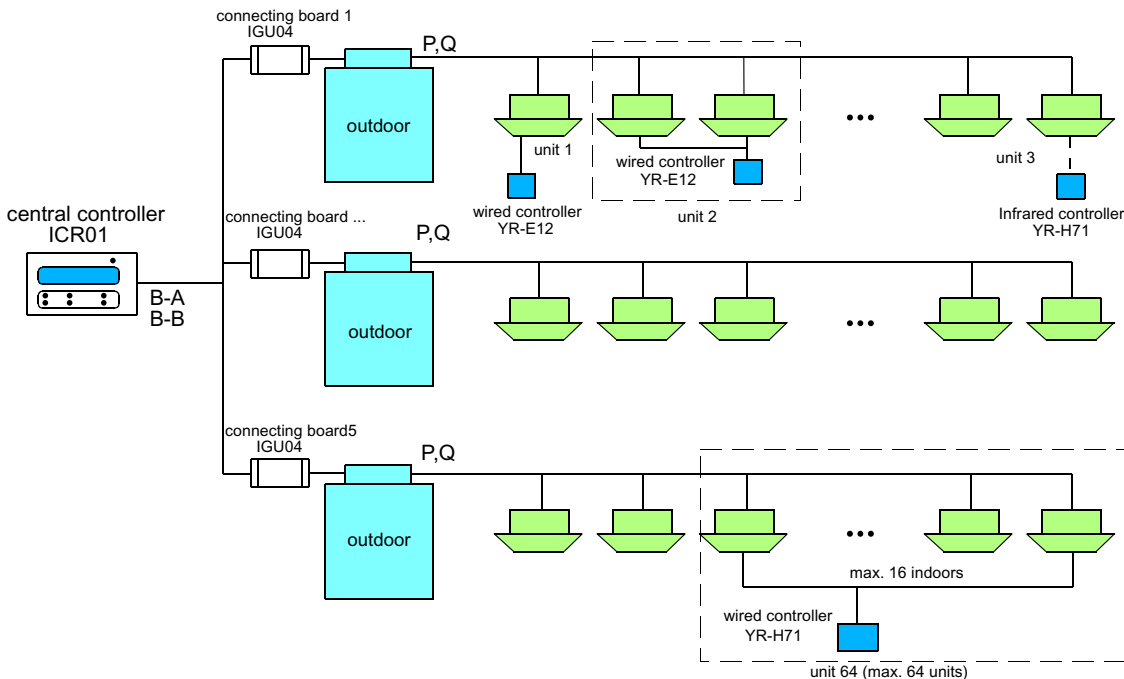 connecting board 1
IGU04
P,Q
outdoor
unit 1
wired controller
YR-E12
wired controller
YR-E12
unit 2
...
unit 3
Infrared controller
YR-H71
central controller
ICR01
B-A
B-B
connecting board ...
IGU04
P,Q
outdoor
...
connecting board5
IGU04
P,Q
outdoor
...
max. 16 indoors
wired controller
YR-H71
unit 64 (max. 64 units)